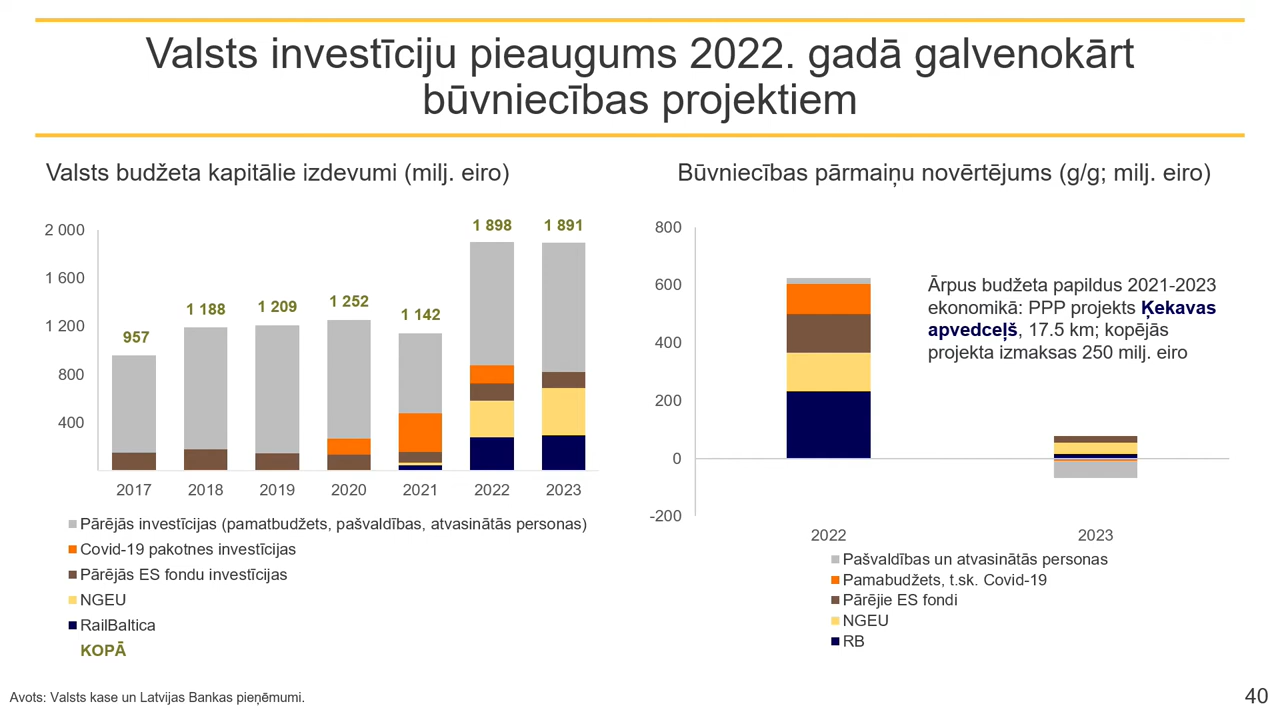 Valsts investīciju pieaugums 2022. gadā galvenokārt
būvniecības projektiem
Valsts budžeta kapitālie izdevumi (milj. eiro)
2 000
1 600
1 200
800
400
957
1 188
1 209
1 252
1 142
1 898
1 891
2017
2018
2019
2020
2021
2022
2023
Pārējās investīcijas (pamatbudžets, pašvaldības, atvasinātās personas)
Covid-19 pakotnes investīcijas
Pārējās ES fondu investīcijas
NGEU
RailBaltica
KOPĀ
Būvniecības pārmaiņu novērtējums (g/g; milj. eiro)
800
600
400
200
0
-200
Ārpus budžeta papildus 2021-2023
ekonomikā: PPP projekts Ķekavas
apvedceļš, 17.5 km; kopējās
projekta izmaksas 250 milj. eiro
2022
2023
Pašvaldības un atvasinātās personas
Pamabudžets, t.sk. Covid-19
Pārējie ES fondi
NGEU
RB
Avots: Valsts kase un Latvijas Bankas pieņēmumi.
40